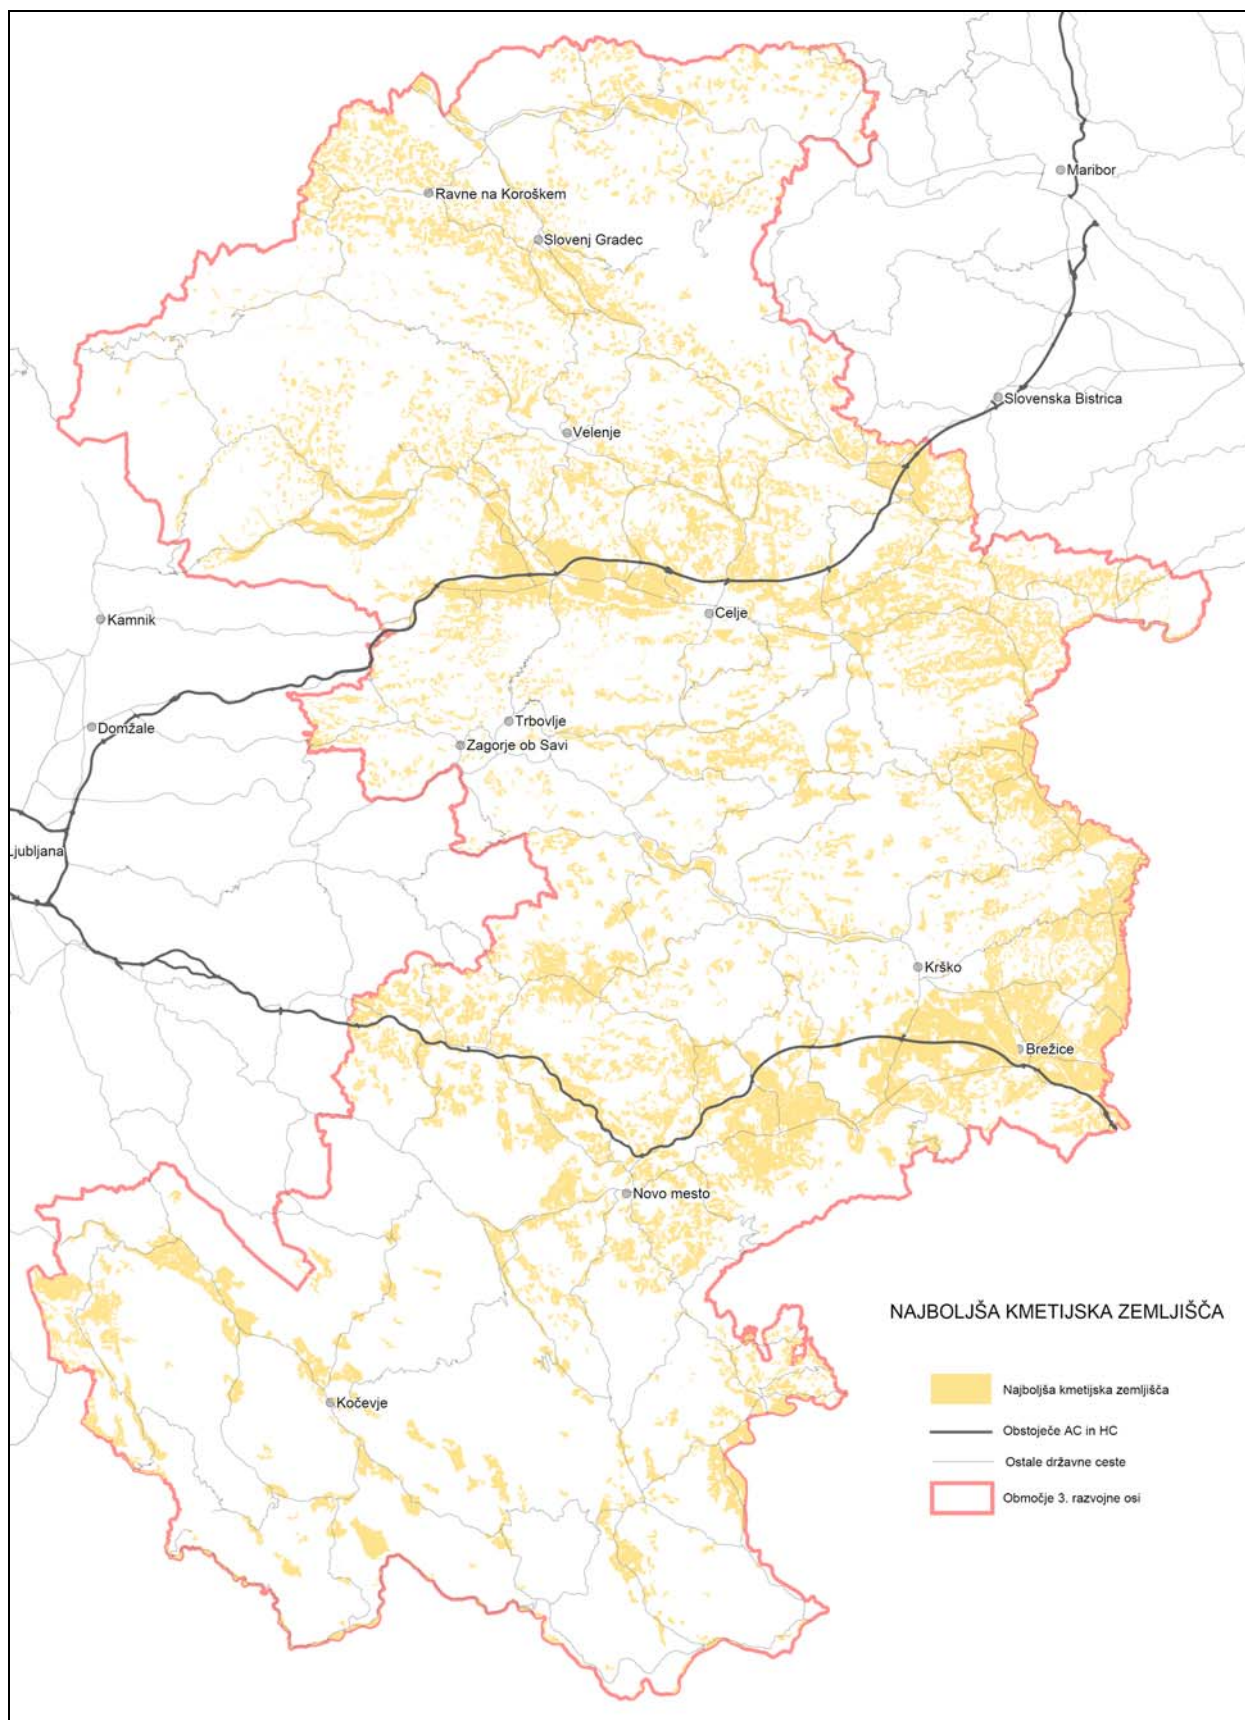 Maribor
Ravne na Koroškem
Slovenj Gradec
Slovenska Bistrica
Velenje
Kamnik
Celje
Trbovlje
Domžale
Zagorje ob Savi
Ljubljana
Krško
Brežice
Novo mesto
NAJBOLJŠA KMETIJSKA ZEMLJIŠČA
Najboljša kmetijska zemljišča
Kočevje
Obstoječe AC in HC
Ostale državne ceste
Območje 3. razvojne osi